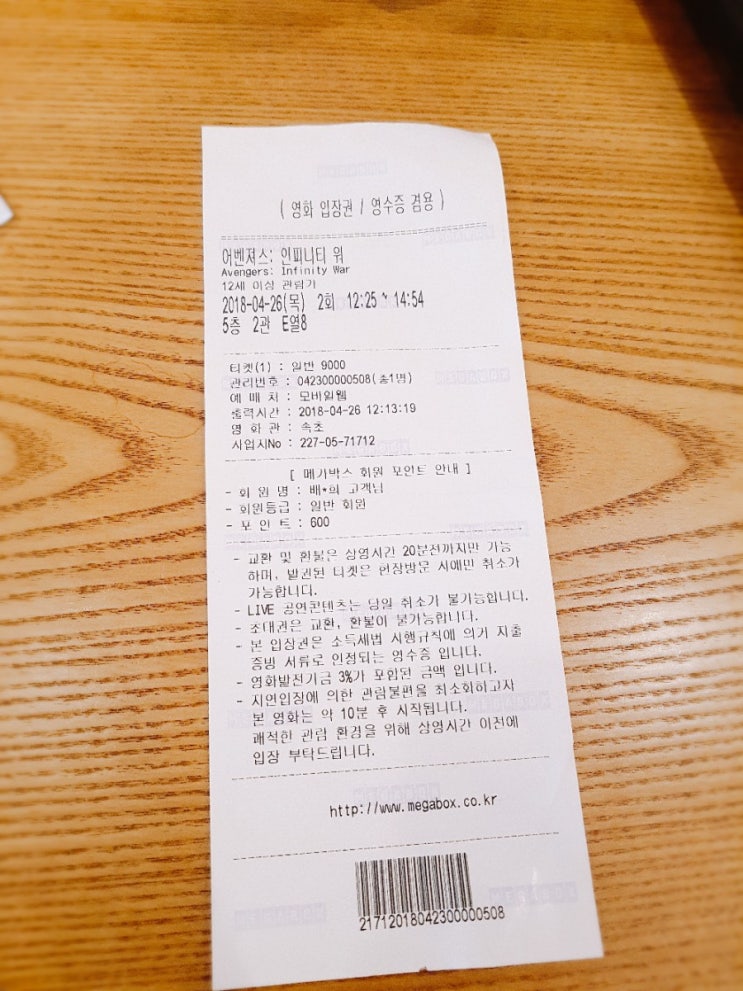 ( 영화 입장권 / 영수증 겸용 )
어벤져스: 인피니티 워
Avengers: Infinity War
12세 이상 관람가
2018-04-26(목) 2회 12:25 ~ 14:54
5층 2관 E열8
티켓(1) : 일반 9000
관리번호 : 042300000508(총1명)
예 매 처 : 모바일웹
출력시간 : 2018-04-26 12:13:19
영 화 관 : 속초
사업자No : 227-05-71712
[ 메가박스 회원 포인트 안내 ]
- 회 원 명 : 배*희 고객님
- 회원등급 : 일반 회원
- 포 인 트 : 600
- 교환 및 환불은 상영시간 20분전까지만 가능
하며, 발권된 티켓은 현장방문 시에만 취소가
가능합니다.
- LIVE 공연콘텐츠는 당일 취소가 불가능합니다.
- 초대권은 교환, 환불이 불가능합니다.
- 본 입장권은 소득세법 시행규칙에 의거 지출
증빙 서류로 인정되는 영수증 입니다.
- 영화발전기금 3%가 포함된 금액 입니다.
- 지연입장에 의한 관람불편을 최소화하고자
본 영화는 약 10분 후 시작됩니다.
쾌적한 관람 환경을 위해 상영시간 이전에
입장 부탁드립니다.
http://www.megabox.co.kr
21712018042300000508